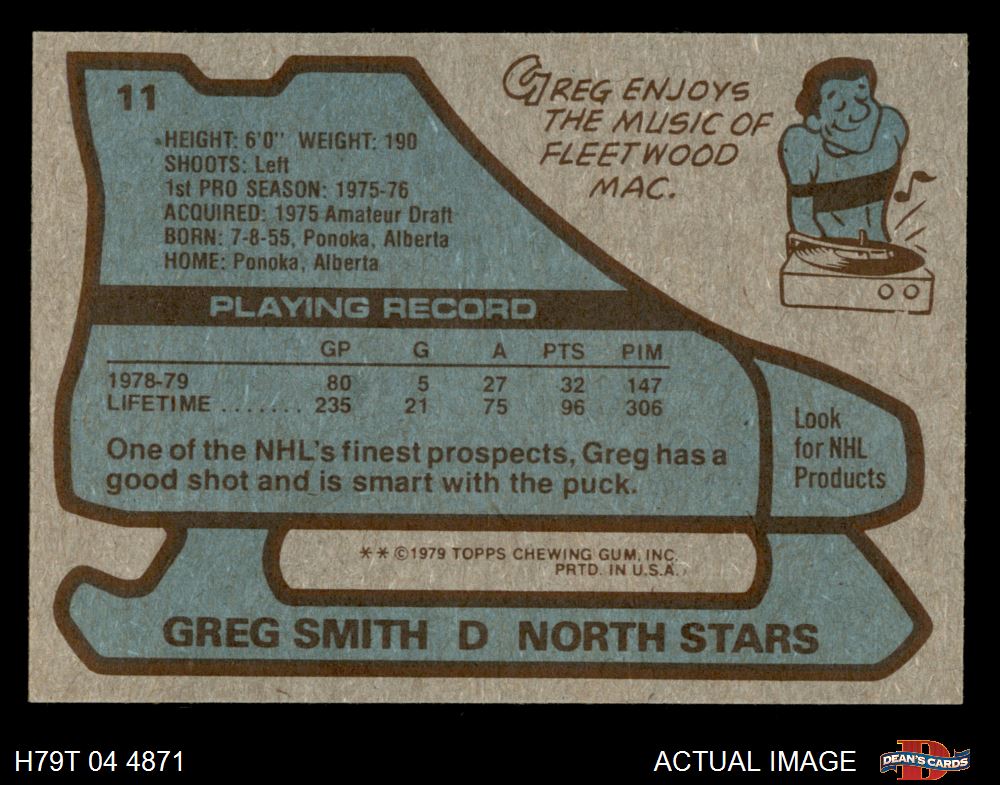 11
HEIGHT: 6'0" WEIGHT: 190
SHOOTS: Left
1st PRO SEASON: 1975-76
ACQUIRED: 1975 Amateur Draft
BORN: 7-8-55, Ponoka, Alberta
HOME: Ponoka, Alberta
GREG ENJOYS
THE MUSIC OF
FLEETWOOD
MAC.
PLAYING RECORD
GP G A PTS PIM
1978-79 80 5 27 32 147
LIFETIME ....... 235 21 75 96 306
One of the NHL's finest prospects, Greg has a
good shot and is smart with the puck.
Look
for NHL
Products
** ©1979 TOPPS CHEWING GUM, INC.
PRTD. IN U.S.A.
GREG SMITH D NORTH STARS
H79T 04 4871
ACTUAL IMAGE
D
DEAN'S CARDS